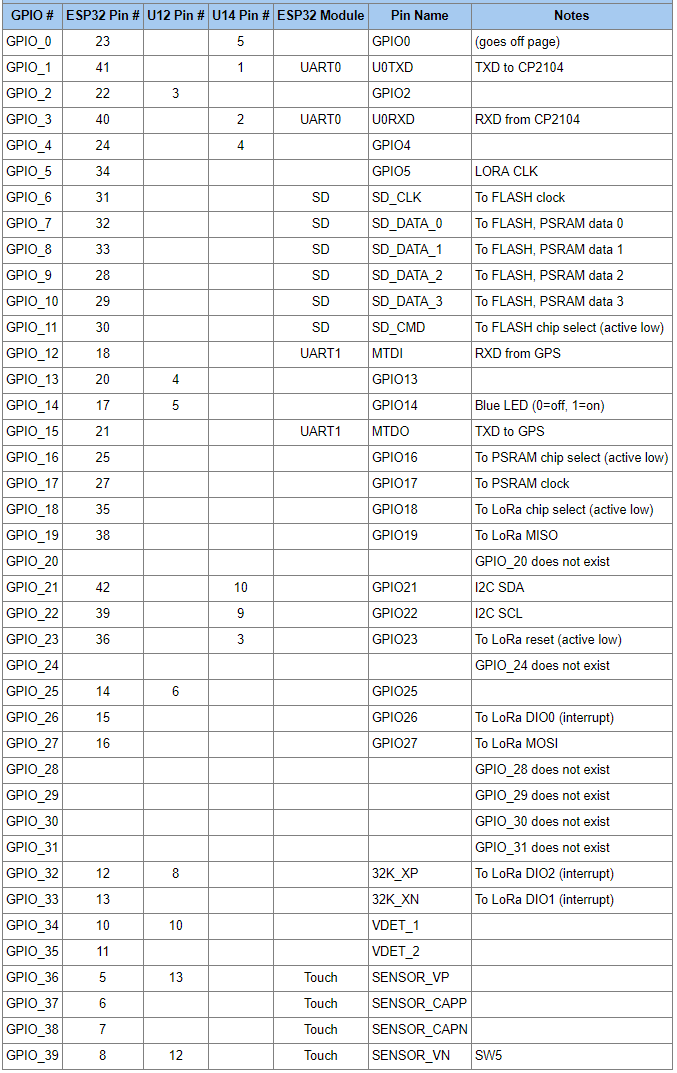 GPIO # ESP32 Pin # U12 Pin # U14 Pin # ESP32 Module Pin Name Notes
GPIO_0 23 5 GPIO0 (goes off page)
GPIO_1 41 1 UART0 U0TXD TXD to CP2104
GPIO_2 22 3 GPIO2
GPIO_3 40 2 UART0 U0RXD RXD from CP2104
GPIO_4 24 4 GPIO4
GPIO_5 34 GPIO5 LORA CLK
GPIO_6 31 SD SD_CLK To FLASH clock
GPIO_7 32 SD SD_DATA_0 To FLASH, PSRAM data 0
GPIO_8 33 SD SD_DATA_1 To FLASH, PSRAM data 1
GPIO_9 28 SD SD_DATA_2 To FLASH, PSRAM data 2
GPIO_10 29 SD SD_DATA_3 To FLASH, PSRAM data 3
GPIO_11 30 SD SD_CMD To FLASH chip select (active low)
GPIO_12 18 UART1 MTDI RXD from GPS
GPIO_13 20 4 GPIO13
GPIO_14 17 5 GPIO14 Blue LED (0=off, 1=on)
GPIO_15 21 UART1 MTDO TXD to GPS
GPIO_16 25 GPIO16 To PSRAM chip select (active low)
GPIO_17 27 GPIO17 To PSRAM clock
GPIO_18 35 GPIO18 To LoRa chip select (active low)
GPIO_19 38 GPIO19 To LoRa MISO
GPIO_20 GPIO_20 does not exist
GPIO_21 42 10 GPIO21 I2C SDA
GPIO_22 39 9 GPIO22 I2C SCL
GPIO_23 36 3 GPIO23 To LoRa reset (active low)
GPIO_24 GPIO_24 does not exist
GPIO_25 14 6 GPIO25
GPIO_26 15 GPIO26 To LoRa DIO0 (interrupt)
GPIO_27 16 GPIO27 To LoRa MOSI
GPIO_28 GPIO_28 does not exist
GPIO_29 GPIO_29 does not exist
GPIO_30 GPIO_30 does not exist
GPIO_31 GPIO_31 does not exist
GPIO_32 12 8 32K_XP To LoRa DIO2 (interrupt)
GPIO_33 13 32K_XN To LoRa DIO1 (interrupt)
GPIO_34 10 10 VDET_1
GPIO_35 11 VDET_2
GPIO_36 5 13 Touch SENSOR_VP
GPIO_37 6 Touch SENSOR_CAPP
GPIO_38 7 Touch SENSOR_CAPN
GPIO_39 8 12 Touch SENSOR_VN SW5